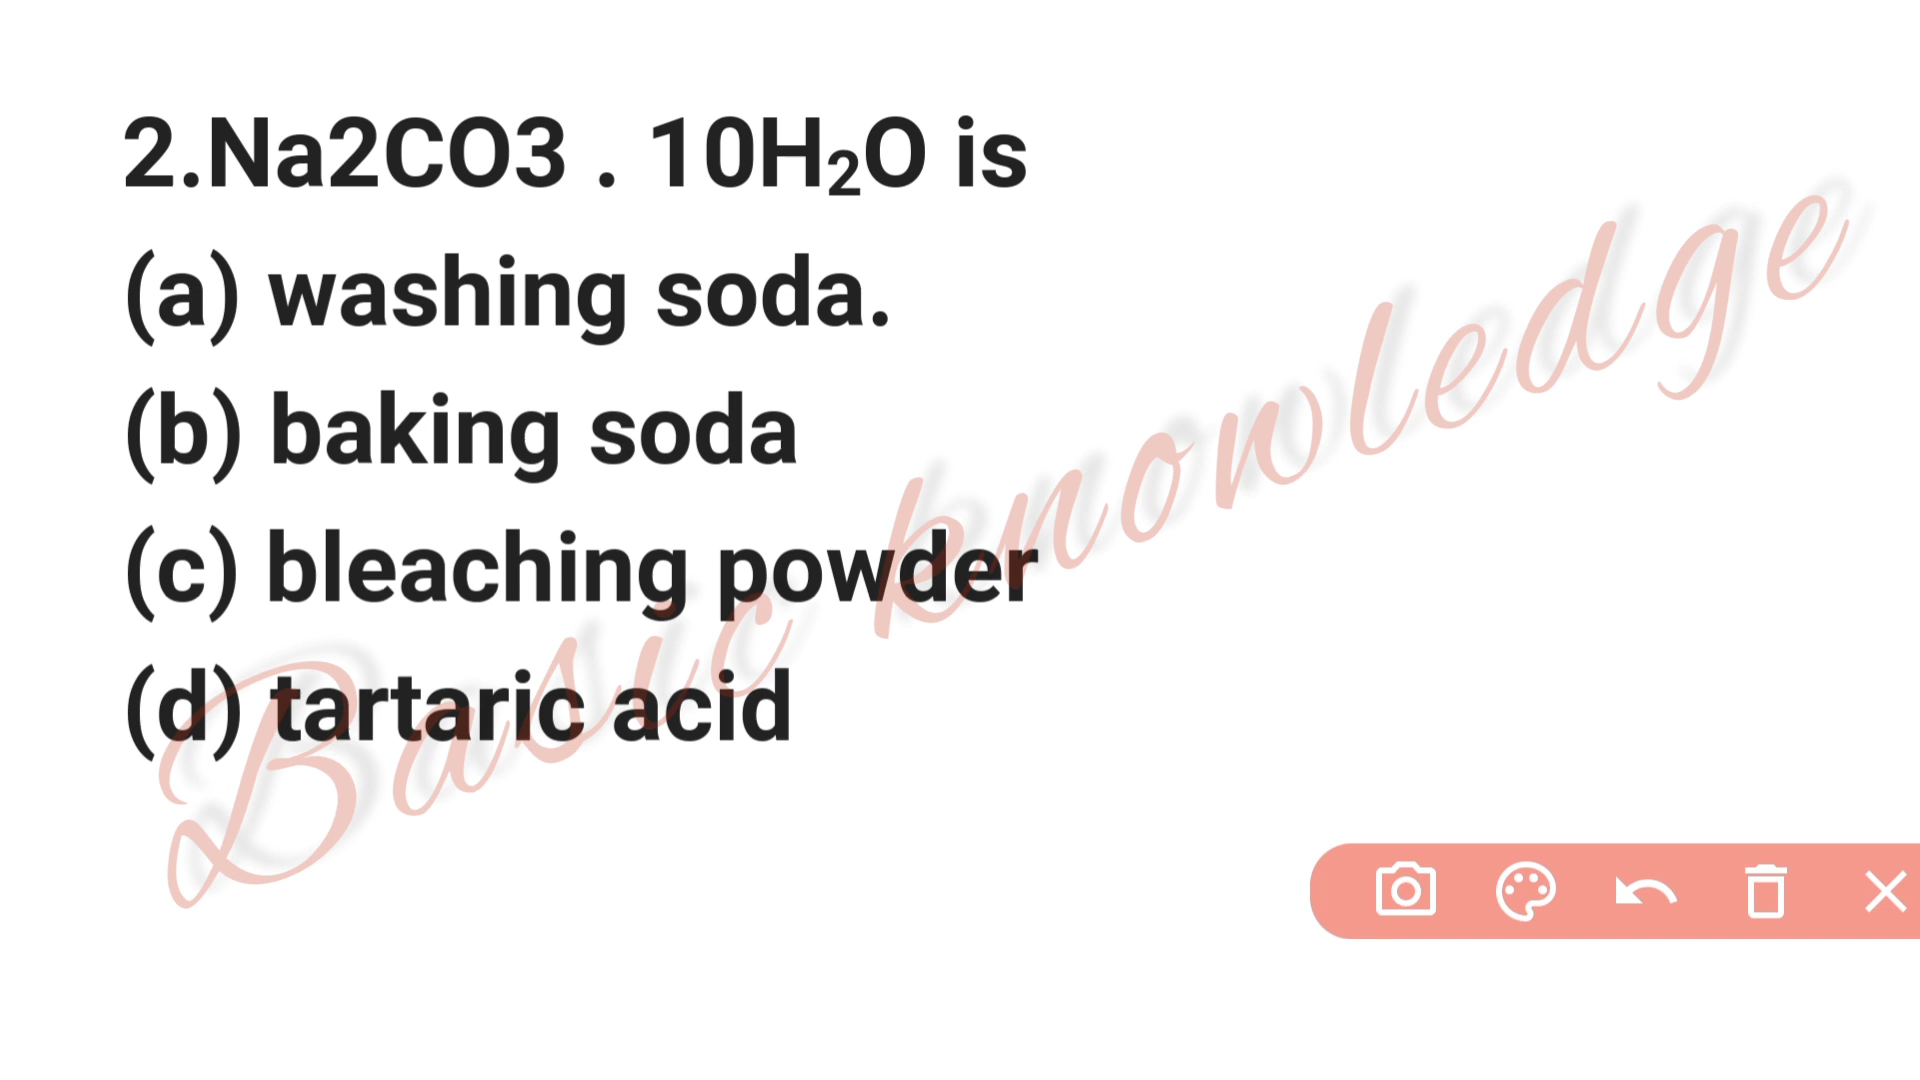 2.Na2CO3 . 10H₂O is
(a) washing soda.
(b) baking soda
(c) bleaching powder
(d) tartaric acid
Basic knowledge